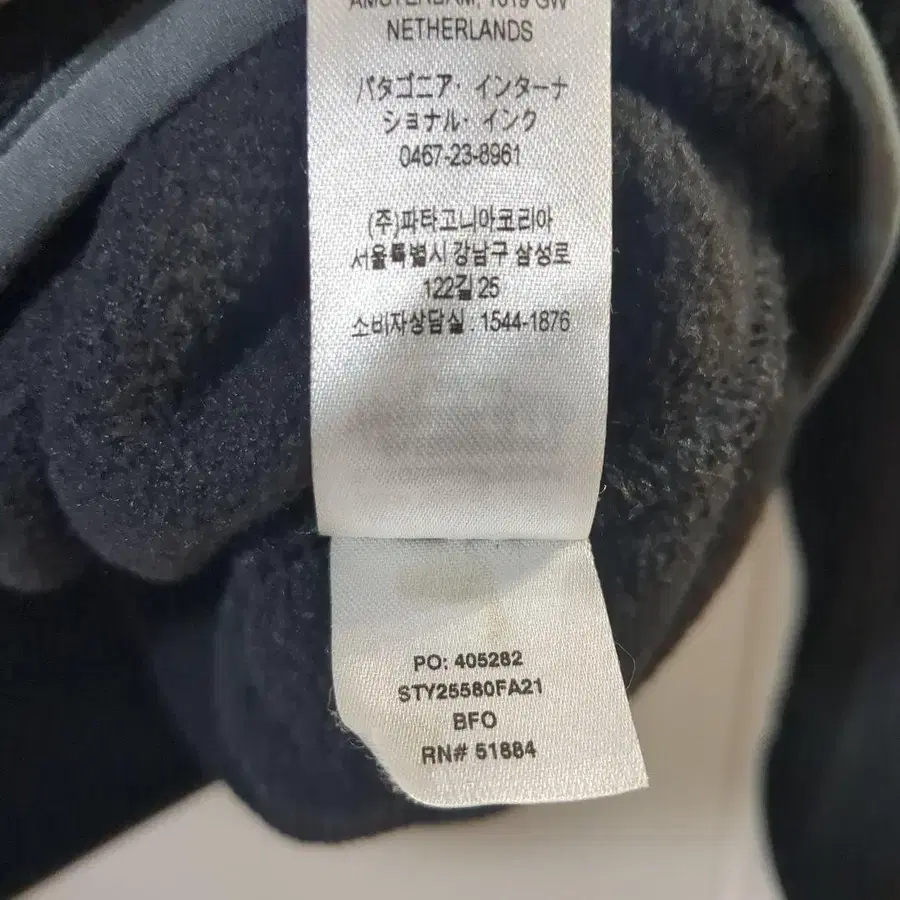 AMSTERDAM, 1019 GW
NETHERLANDS
パタゴニア・インターナ
ショナル・インク
0467-23-8961
(주)파타고니아코리아
서울특별시 강남구 삼성로
122길 25
소비자상담실 : 1544-1876
PO: 405282
STY25580FA21
BFO
RN# 51884